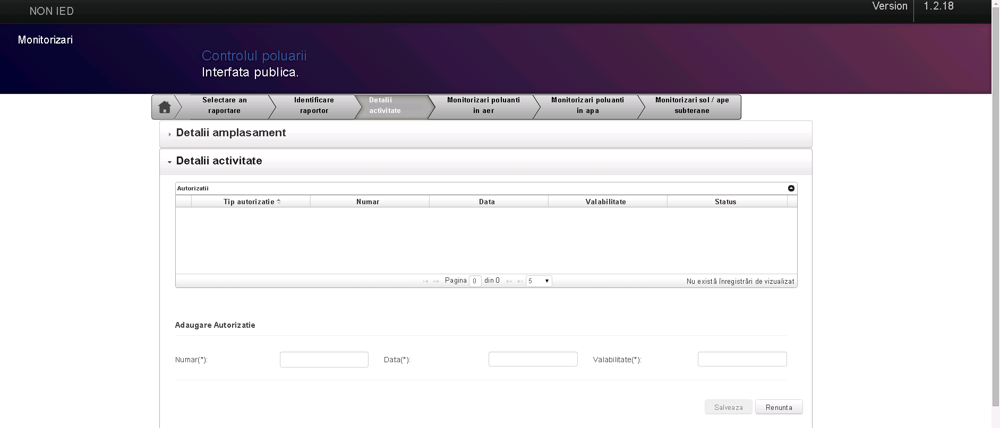 NON IED
Version 1.2.18
Monitorizari
Controlul poluarii
Interfata publica.
Selectare an
raportare
Identificare
raportor
Detalii
activitate
Monitorizari poluanti
in aer
Monitorizari poluanti
in apa
Monitorizari sol / ape
subterane
Detalii amplasament
Detalii activitate
Autorizatii
Tip autorizatie Numar Data Valabilitate Status
Pagina 0 din 0 5 Nu există înregistrări de vizualizat
Adaugare Autorizatie
Numar(*): Data(*): Valabilitate(*):
Salveaza Renunta